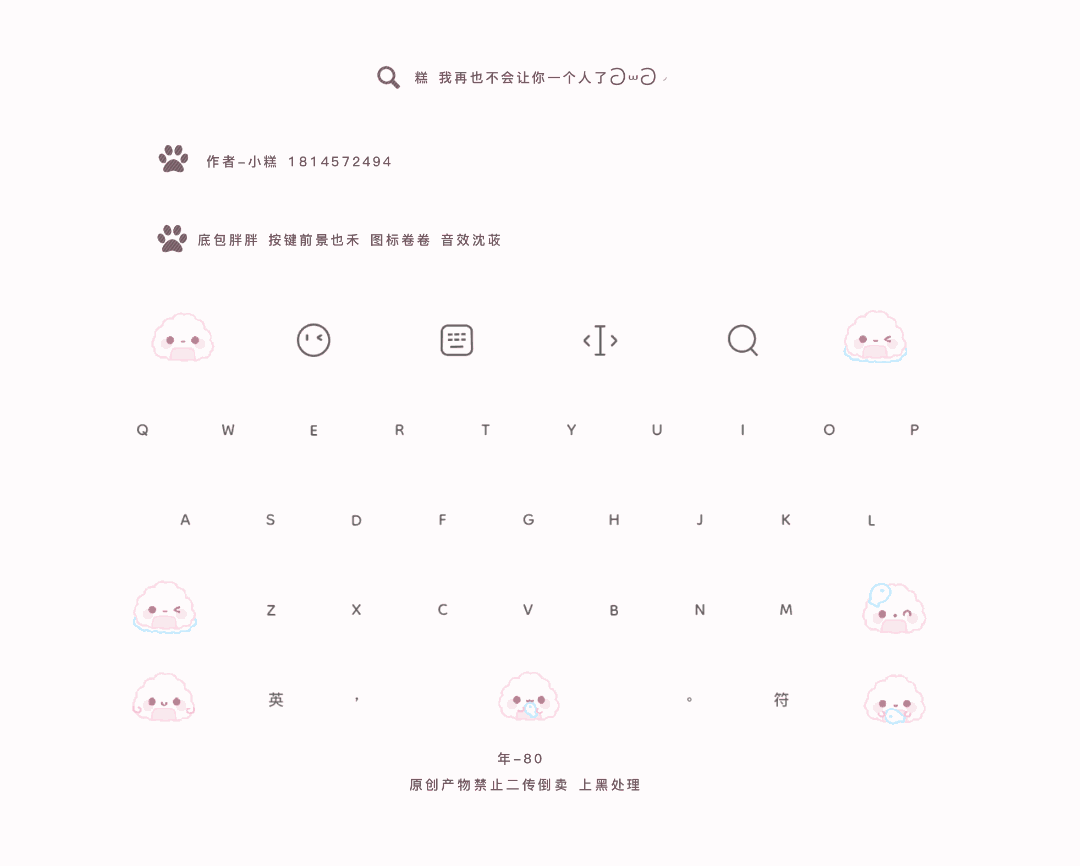 糕 我再也不会让你一个人了ᘐωᘐ
作者-小糕 1814572494
底包胖胖 按键前景也禾 图标卷卷 音效沈莜
Q W E R T Y U I O P
A S D F G H J K L
Z X C V B N M
英 , 。 符
年-80
原创产物禁止二传倒卖 上黑处理